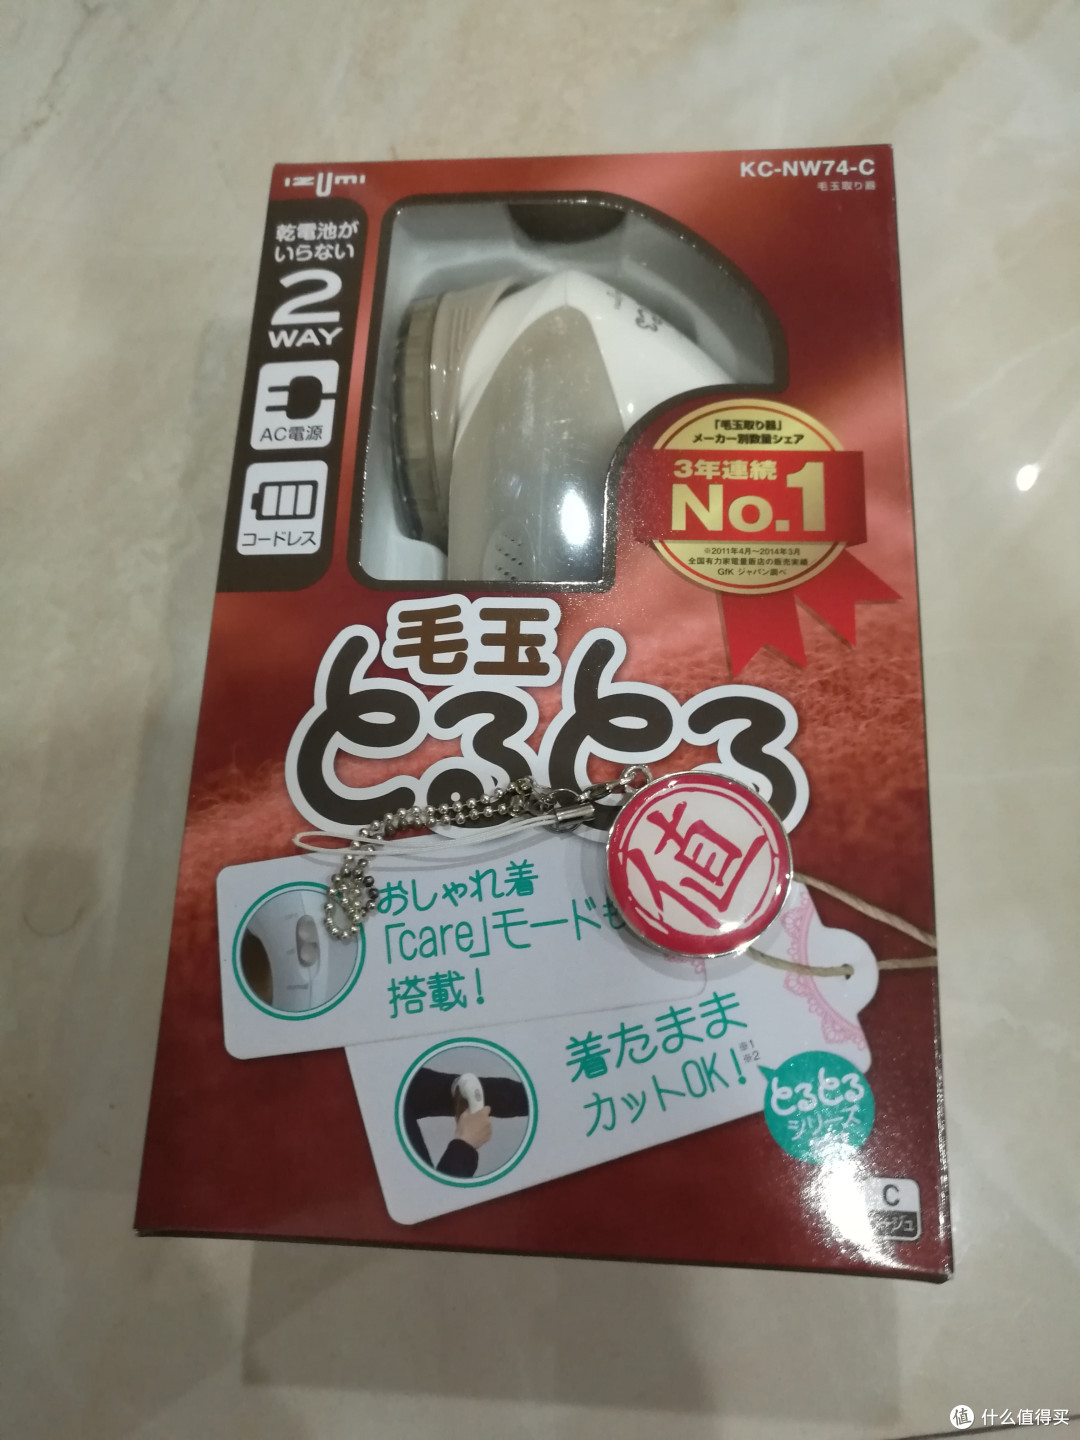 IZUMI
KC-NW74-C
毛玉取り器
乾電池が
いらない
2
WAY
AC電源
コードレス
「毛玉取り器」
メーカー別数量シェア
3年連続
No.1
※2011年4月〜2014年3月
全国有力家電量販店の販売実績
GfK ジャパン調べ
毛玉
とるとる
値
おしゃれ着
「care」モードも
搭載!
着たまま
カットOK!※1
※2
とるとる
シリーズ
C
值 什么值得买